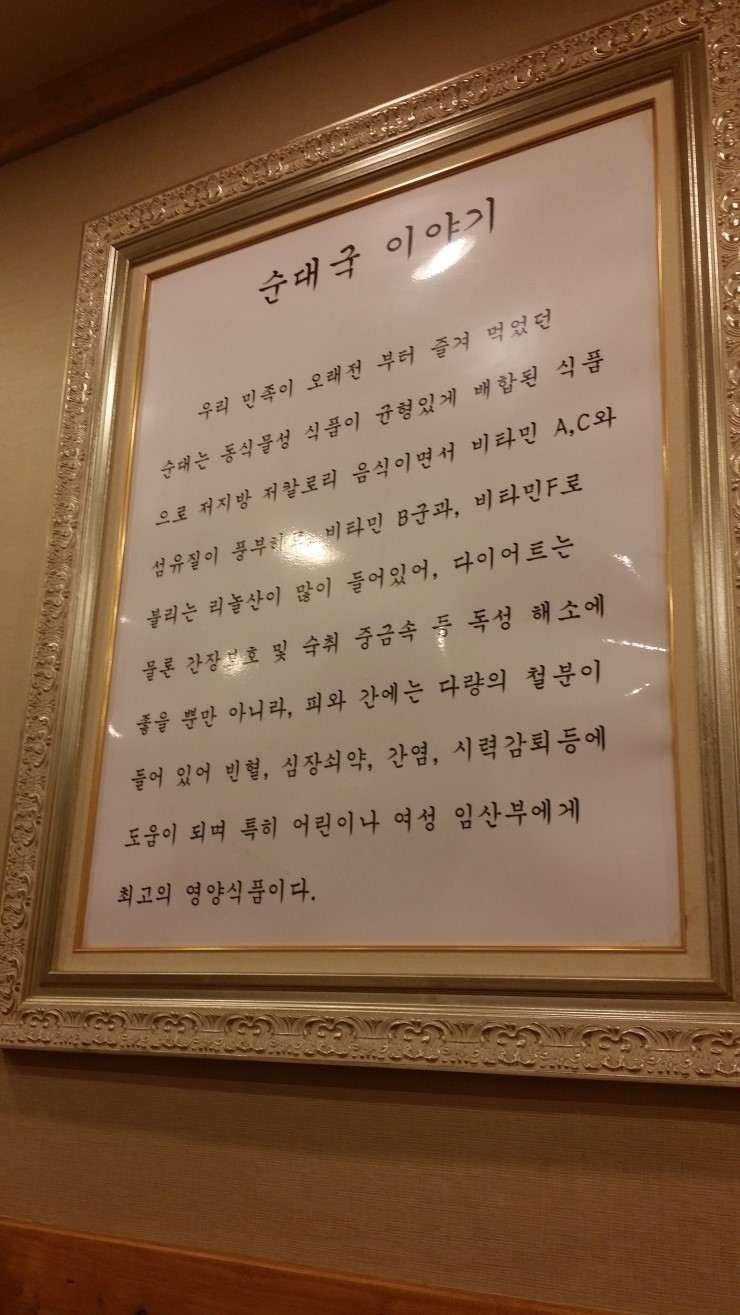 순대국 이야기
우리 민족이 오래전 부터 즐겨 먹었던
순대는 동식물성 식품이 균형있게 배합된 식품
으로 저지방 저칼로리 음식이면서 비타민 A,C와
섬유질이 풍부하고, 비타민 B군과, 비타민F로
불리는 리놀산이 많이 들어있어, 다이어트는
물론 간장보호 및 숙취 중금속 등 독성 해소에
좋을 뿐만 아니라, 피와 간에는 다량의 철분이
들어 있어 빈혈, 심장쇠약, 간염, 시력감퇴등에
도움이 되며 특히 어린이나 여성 임산부에게
최고의 영양식품이다.